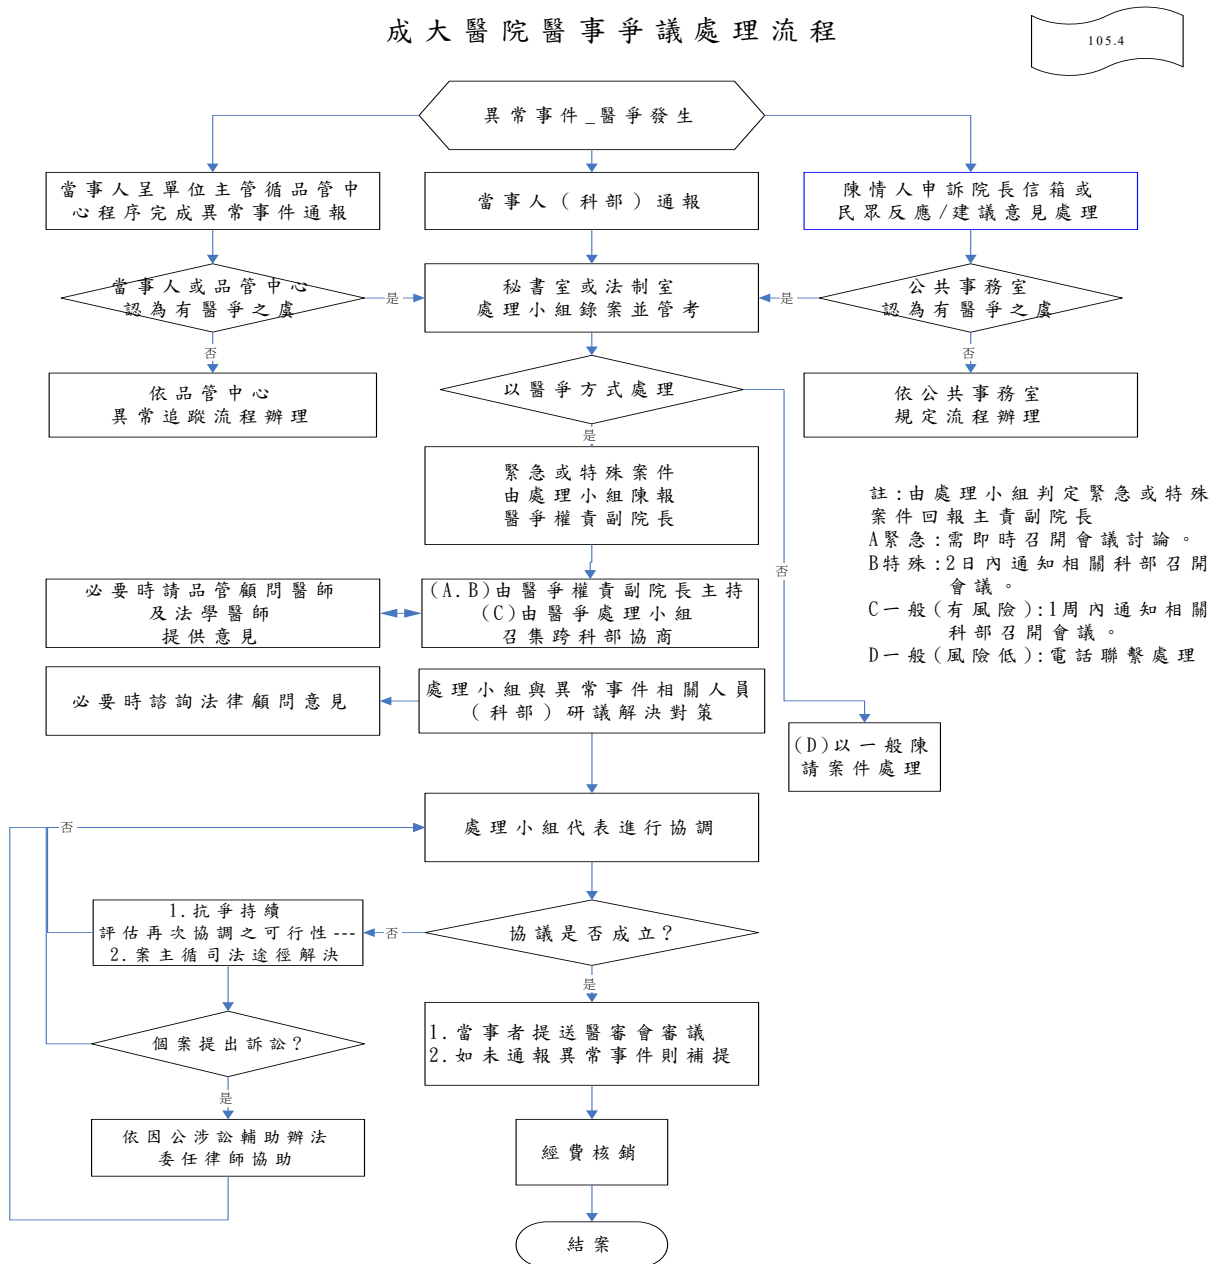 成大醫院醫事爭議處理流程
105.4
異常事件_醫爭發生
當事人呈單位主管循品管中
心程序完成異常事件通報
當事人（科部）通報
陳情人申訴院長信箱或
民眾反應/建議意見處理
當事人或品管中心
認為有醫爭之虞
是
秘書室或法制室
處理小組錄案並管考
是
公共事務室
認為有醫爭之虞
否
否
依品管中心
異常追蹤流程辦理
以醫爭方式處理
依公共事務室
規定流程辦理
是
緊急或特殊案件
由處理小組陳報
醫爭權責副院長
註:由處理小組判定緊急或特殊
案件回報主責副院長
A緊急:需即時召開會議討論。
B特殊:2日內通知相關科部召開
會議。
C一般(有風險):1周內通知相關
科部召開會議。
D一般(風險低):電話聯繫處理
否
必要時請品管顧問醫師
及法學醫師
提供意見
(A.B)由醫爭權責副院長主持
(C)由醫爭處理小組
召集跨科部協商
必要時諮詢法律顧問意見
處理小組與異常事件相關人員
（科部）研議解決對策
(D)以一般陳
請案件處理
否
處理小組代表進行協調
1.抗爭持續
評估再次協調之可行性---
2.案主循司法途徑解決
否
協議是否成立?
是
個案提出訴訟?
1.當事者提送醫審會審議
2.如未通報異常事件則補提
是
依因公涉訟輔助辦法
委任律師協助
經費核銷
結案